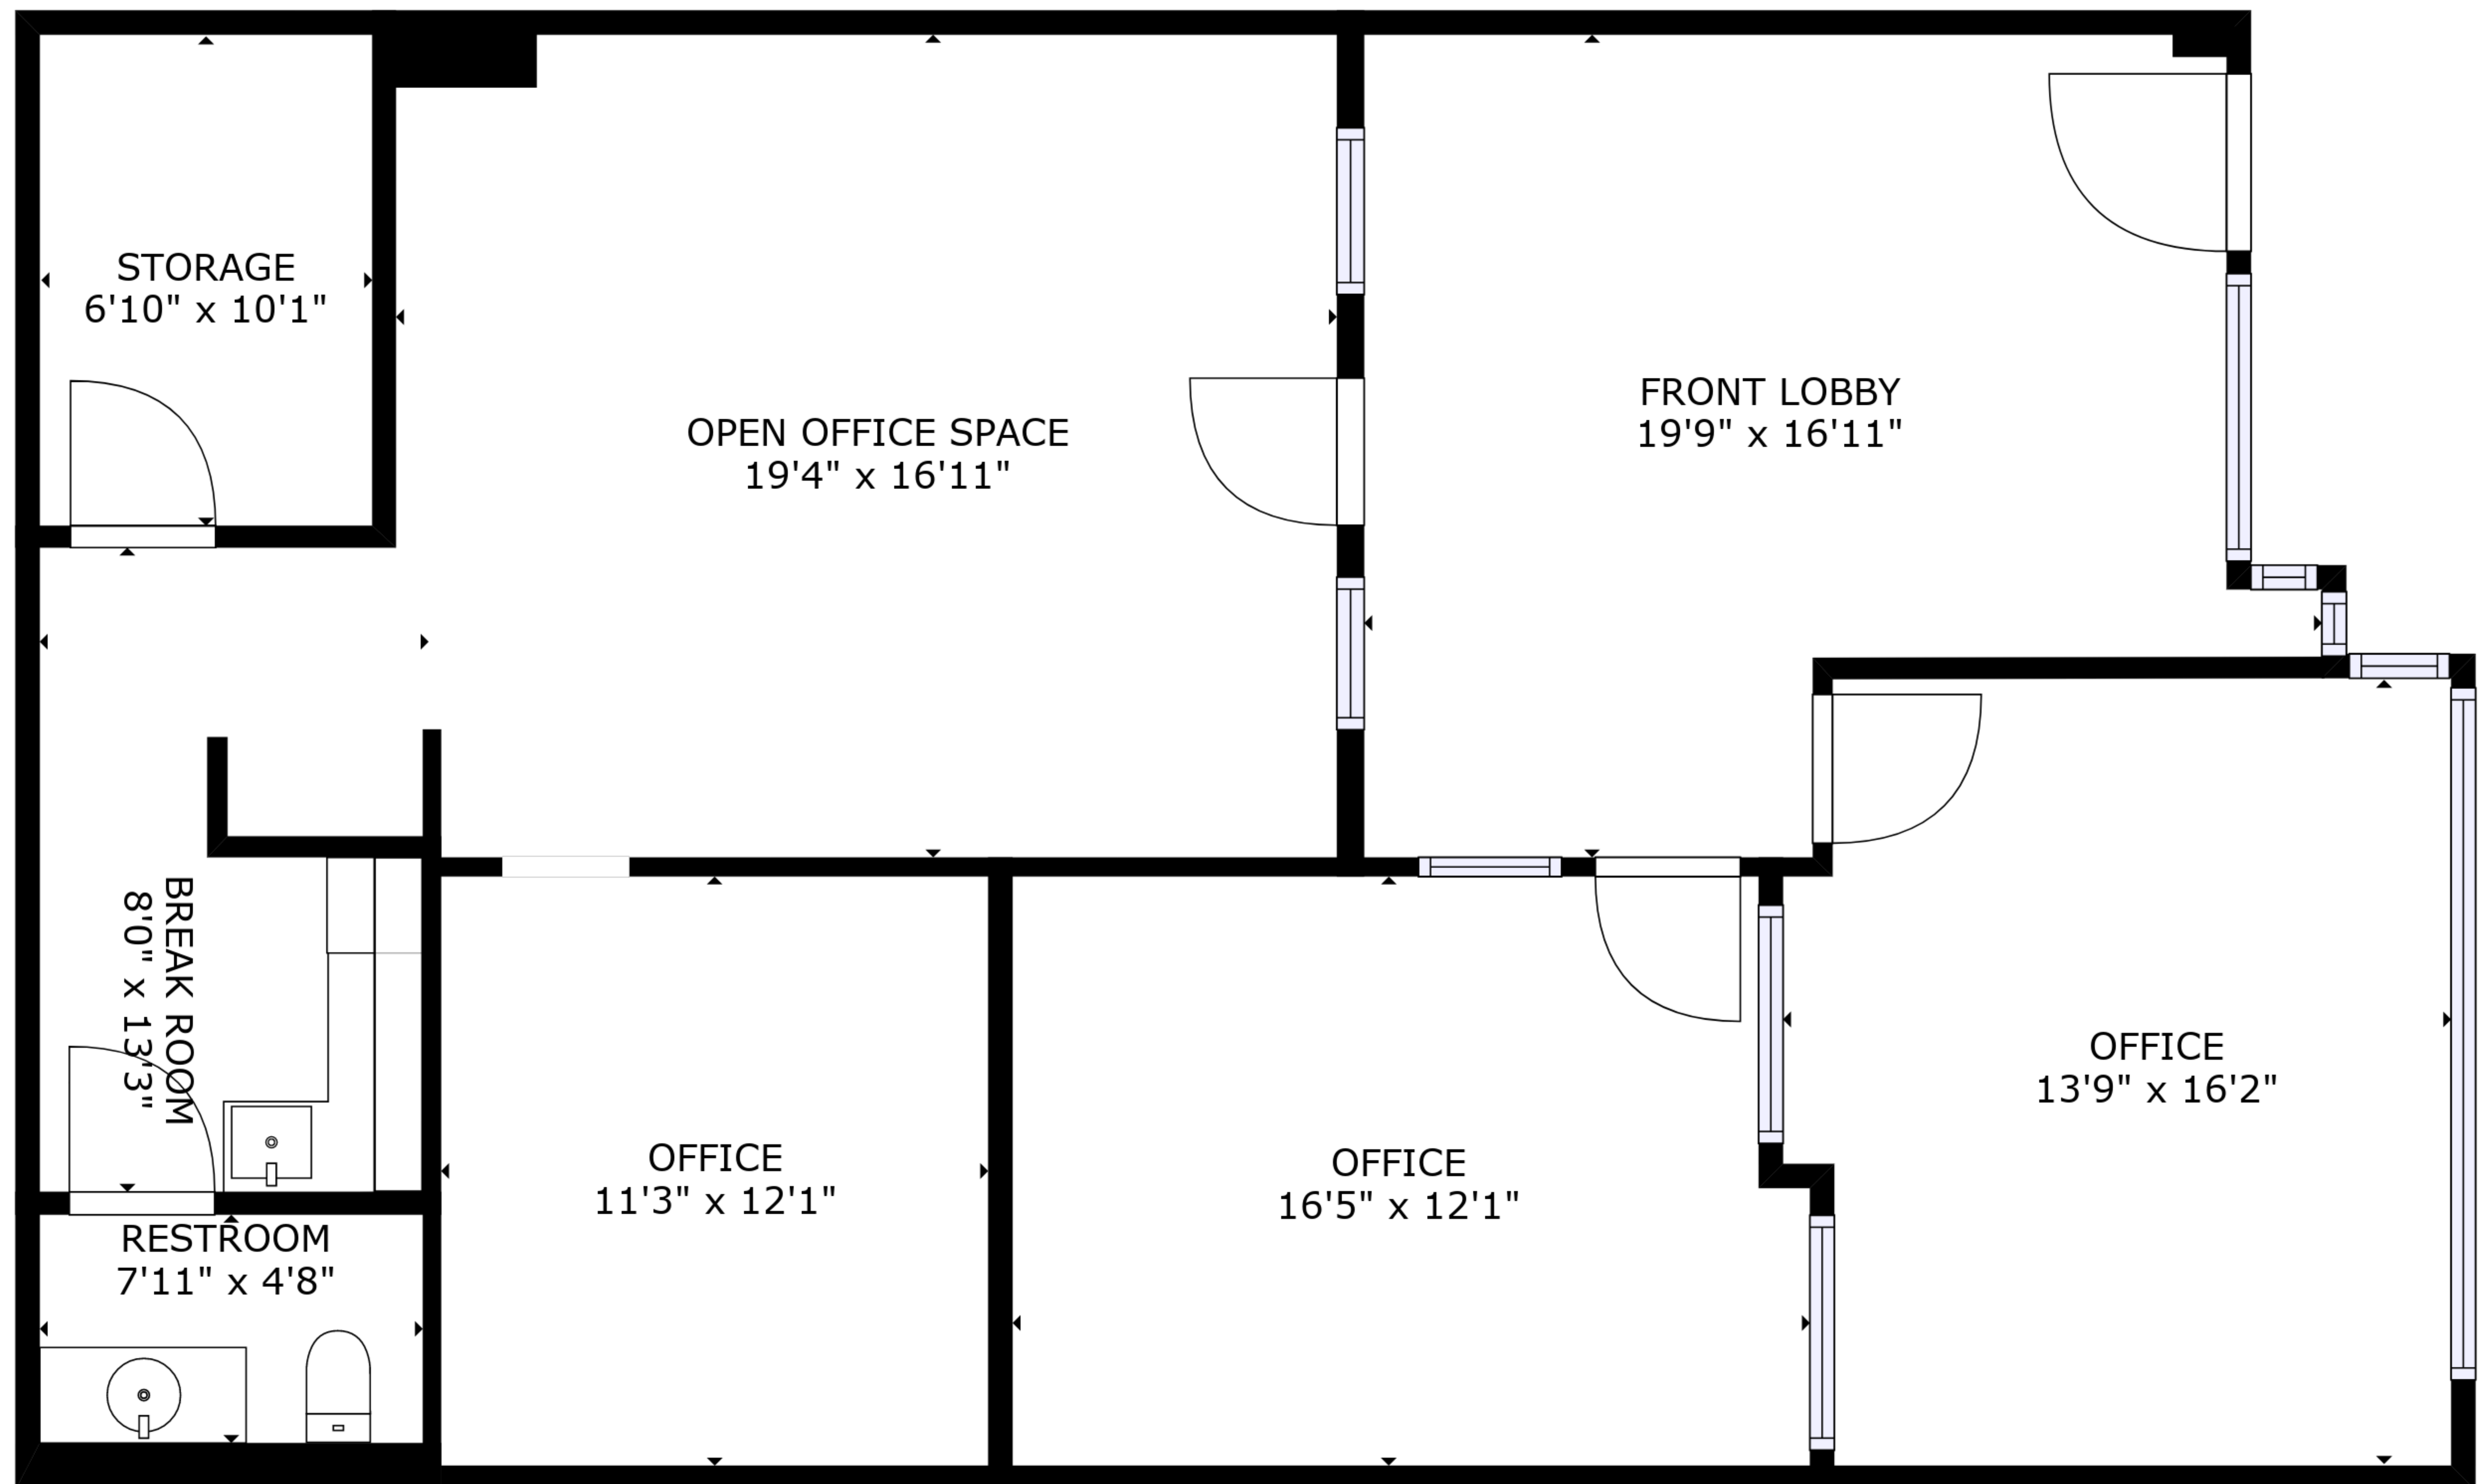 STORAGE
6'10" x 10'1"
OPEN OFFICE SPACE
19'4" x 16'11"
FRONT LOBBY
19'9" x 16'11"
BREAK ROOM
8'0" x 13'3"
OFFICE
11'3" x 12'1"
OFFICE
16'5" x 12'1"
OFFICE
13'9" x 16'2"
RESTROOM
7'11" x 4'8"